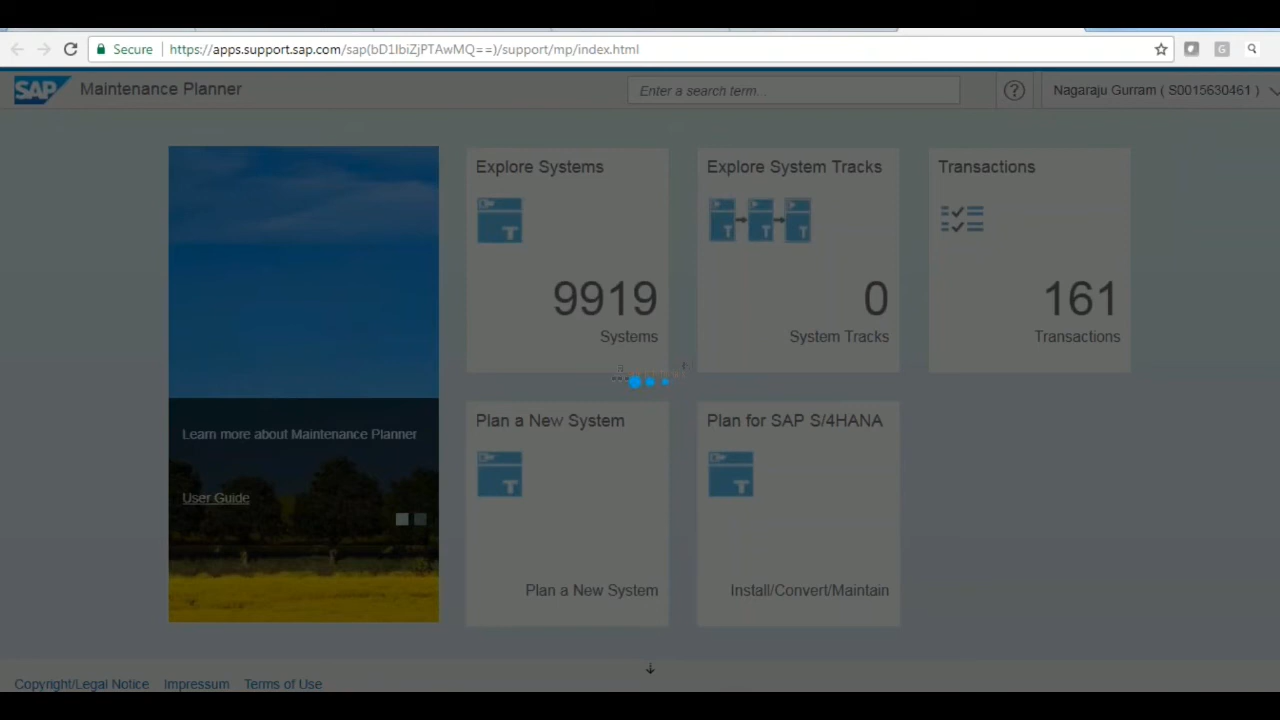 Secure
https://apps.support.sap.com/sap(bD1lbiZjPTAwMQ==)/support/mp/index.html
SAP
Maintenance Planner
Enter a search term. .
Nagaraju Gurram ( S0015630461 )
Explore Systems
9919
Systems
Explore System Tracks
0
System Tracks
Transactions
161
Transactions
Learn more about Maintenance Planner
User Guide
Plan a New System
Plan a New System
Plan for SAP S/4HANA
Install/Convert/Maintain
Copyright/Legal Notice
Impressum
Terms of Use